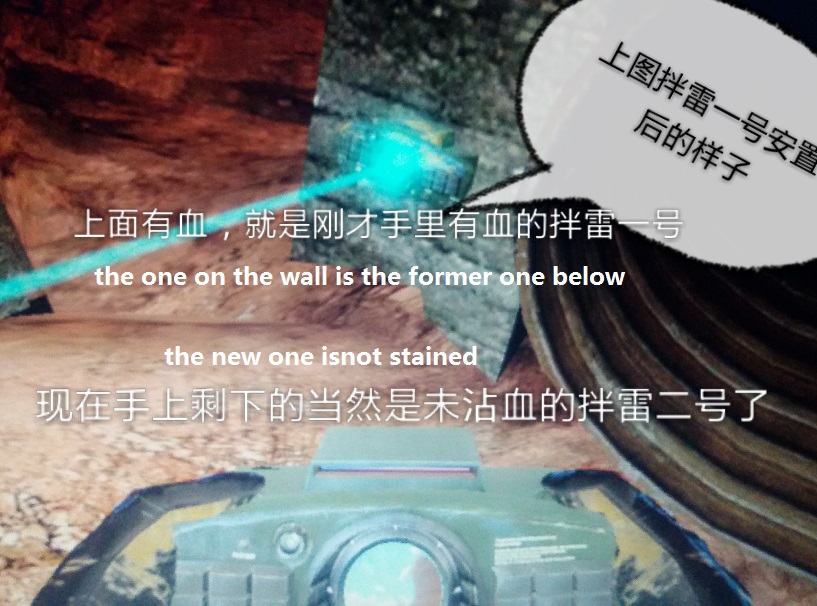 上图拌雷一号安置
后的样子
上面有血，就是刚才手里有血的拌雷一号
the one on the wall is the former one below
the new one isnot stained
现在手上剩下的当然是未沾血的拌雷二号了